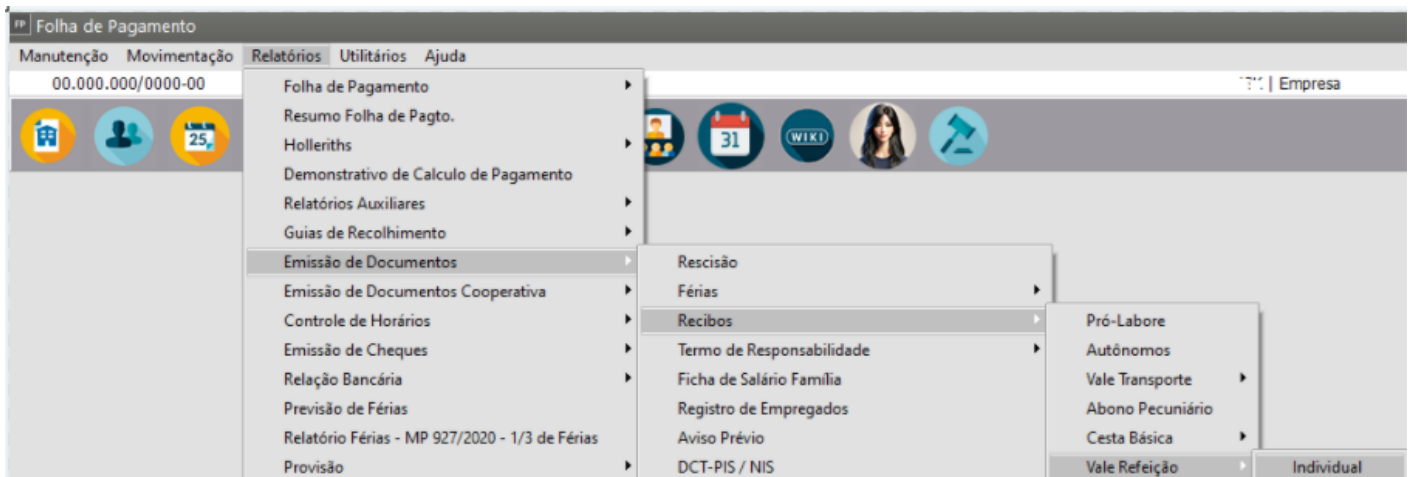 FP Folha de Pagamento
Manutenção Movimentação Relatórios Utilitários Ajuda
00.000.000/0000-00 | Empresa
25 31 WIKI
Folha de Pagamento
Resumo Folha de Pagto.
Holleriths
Demonstrativo de Calculo de Pagamento
Relatórios Auxiliares
Guias de Recolhimento
Emissão de Documentos
Emissão de Documentos Cooperativa
Controle de Horários
Emissão de Cheques
Relação Bancária
Previsão de Férias
Relatório Férias - MP 927/2020 - 1/3 de Férias
Provisão
Rescisão
Férias
Recibos
Termo de Responsabilidade
Ficha de Salário Família
Registro de Empregados
Aviso Prévio
DCT-PIS / NIS
Pró-Labore
Autônomos
Vale Transporte
Abono Pecuniário
Cesta Básica
Vale Refeição
Individual